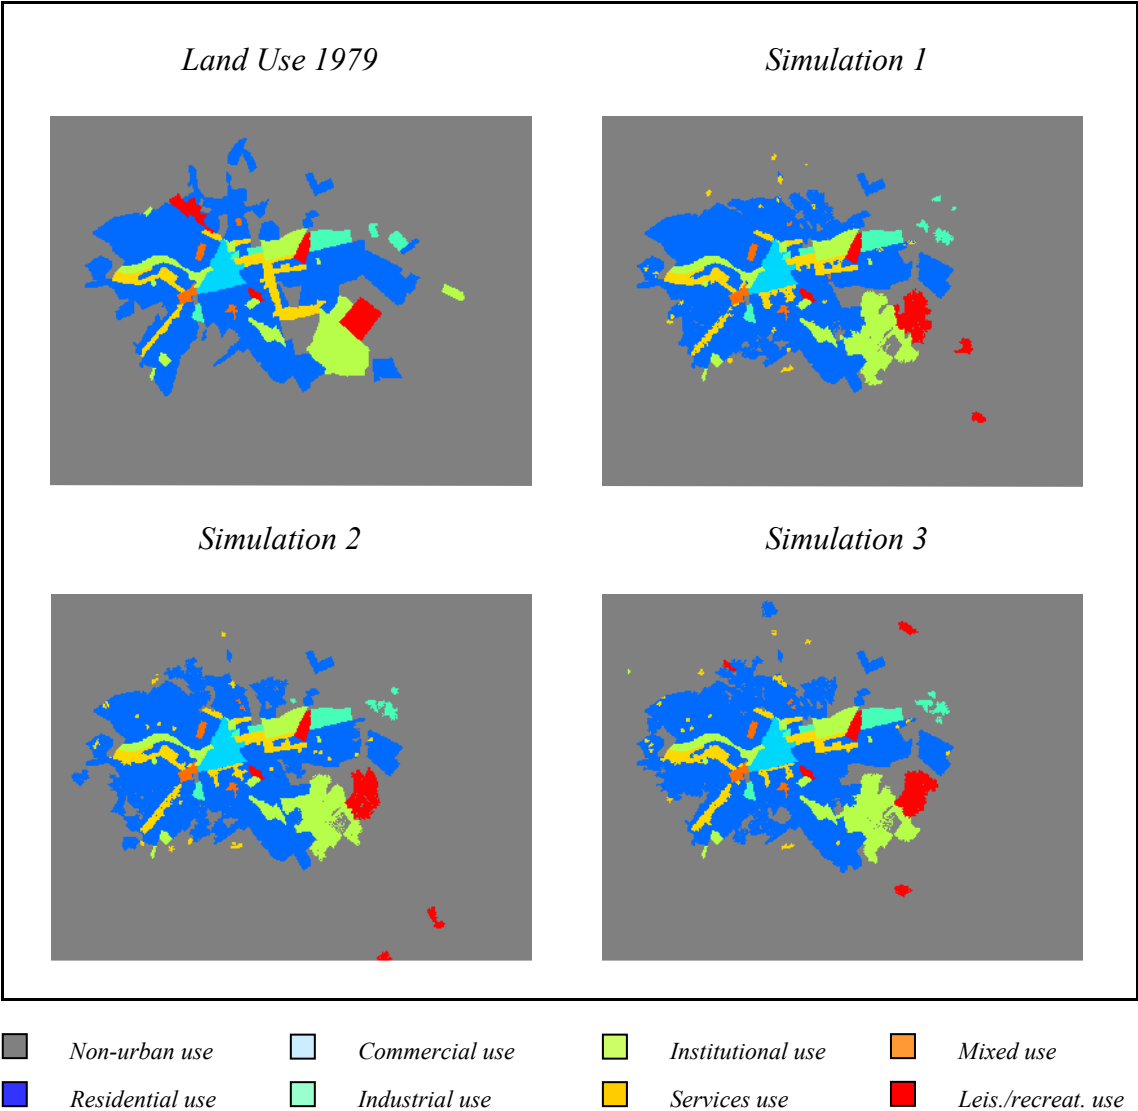 Land Use 1979
Simulation 1
Simulation 2
Simulation 3
Non-urban use
Commercial use
Institutional use
Mixed use
Residential use
Industrial use
Services use
Leis./recreat. use